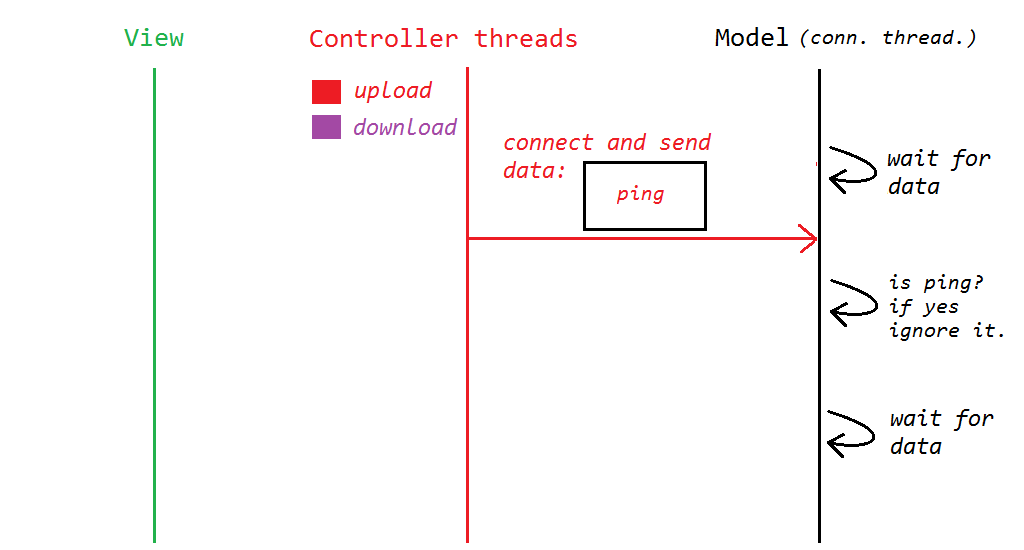 View
Controller threads
Model (conn. thread.)
upload
download
connect and send
data:
ping
wait for
data
is ping?
if yes
ignore it.
wait for
data